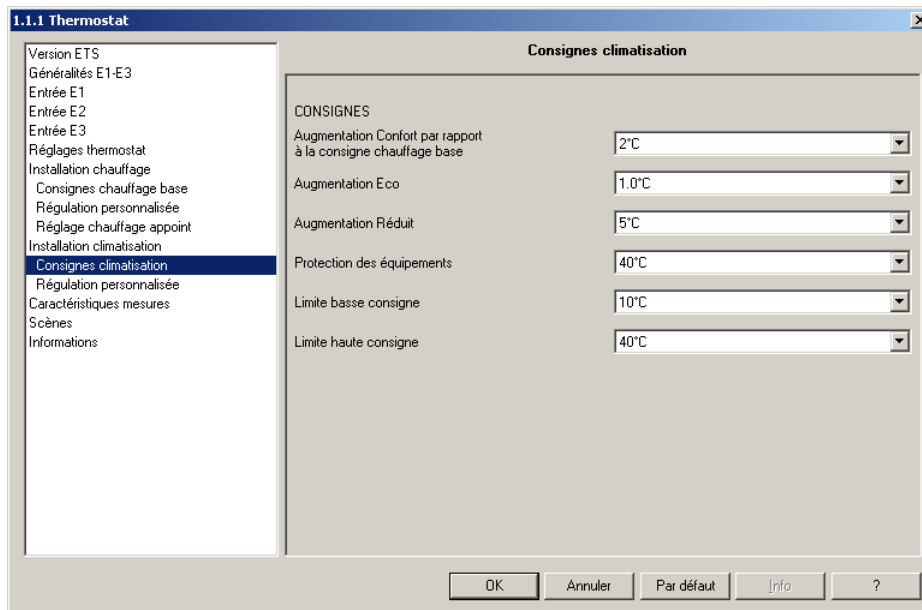 1.1.1 Thermostat
Version ETS
Généralités E1-E3
Entrée E1
Entrée E2
Entrée E3
Réglages thermostat
Installation chauffage
Consignes chauffage base
Régulation personnalisée
Réglage chauffage appoint
Installation climatisation
Consignes climatisation
Régulation personnalisée
Caractéristiques mesures
Scènes
Informations
Consignes climatisation
CONSIGNES
Augmentation Confort par rapport
à la consigne chauffage base
2°C
Augmentation Eco
1.0°C
Augmentation Réduit
5°C
Protection des équipements
40°C
Limite basse consigne
10°C
Limite haute consigne
40°C
OK
Annuler
Par défaut
Info
?